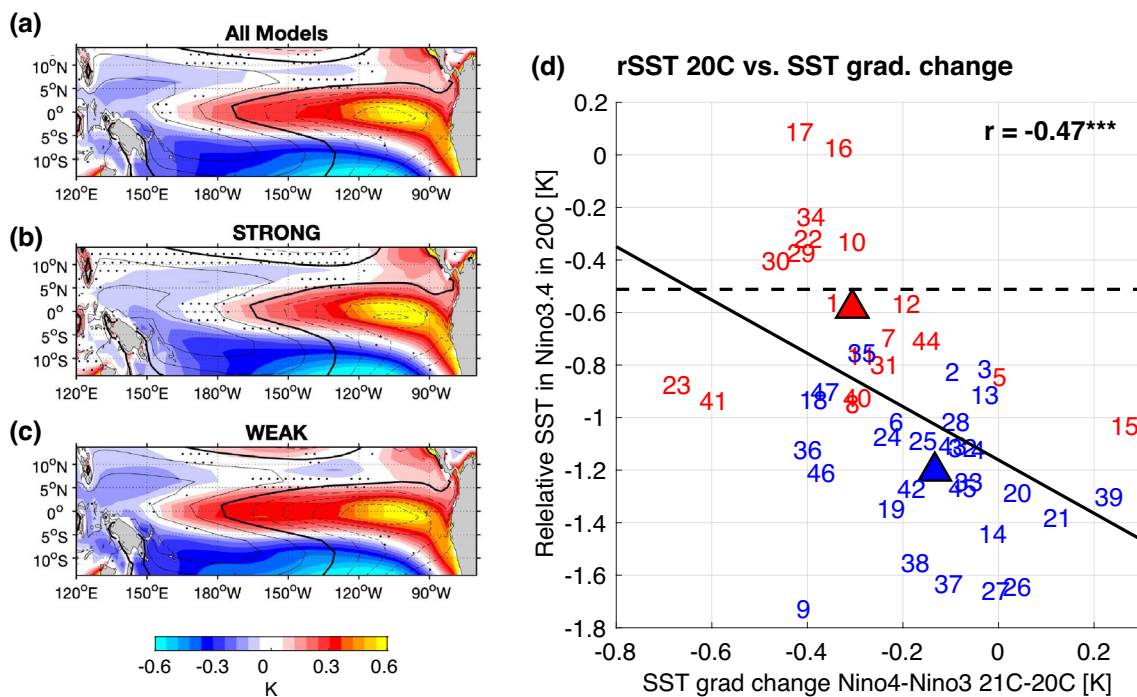 (a)
All Models
10°N
5°N
0°
5°S
10°S
120°E 150°E 180°W 150°W 120°W 90°W
(b)
STRONG
10°N
5°N
0°
5°S
10°S
120°E 150°E 180°W 150°W 120°W 90°W
(c)
WEAK
10°N
5°N
0°
5°S
10°S
120°E 150°E 180°W 150°W 120°W 90°W
-0.6 -0.3 0 0.3 0.6
K
(d) rSST 20C vs. SST grad. change
r = -0.47***
Relelative SST in Nino3.4 in 20C [K]
0.2
0
-0.2
-0.4
-0.6
-0.8
-1
-1.2
-1.4
-1.6
-1.8
17
16
34
22
10
29
30
1
12
7
44
35
31
2
3
5
23
47
13
41
18
40
8
6
28
15
24
25
36
46
33
42
20
39
19
21
14
38
37
27
26
9
-0.8 -0.6 -0.4 -0.2 0 0.2
SST grad change Nino4-Nino3 21C-20C [K]